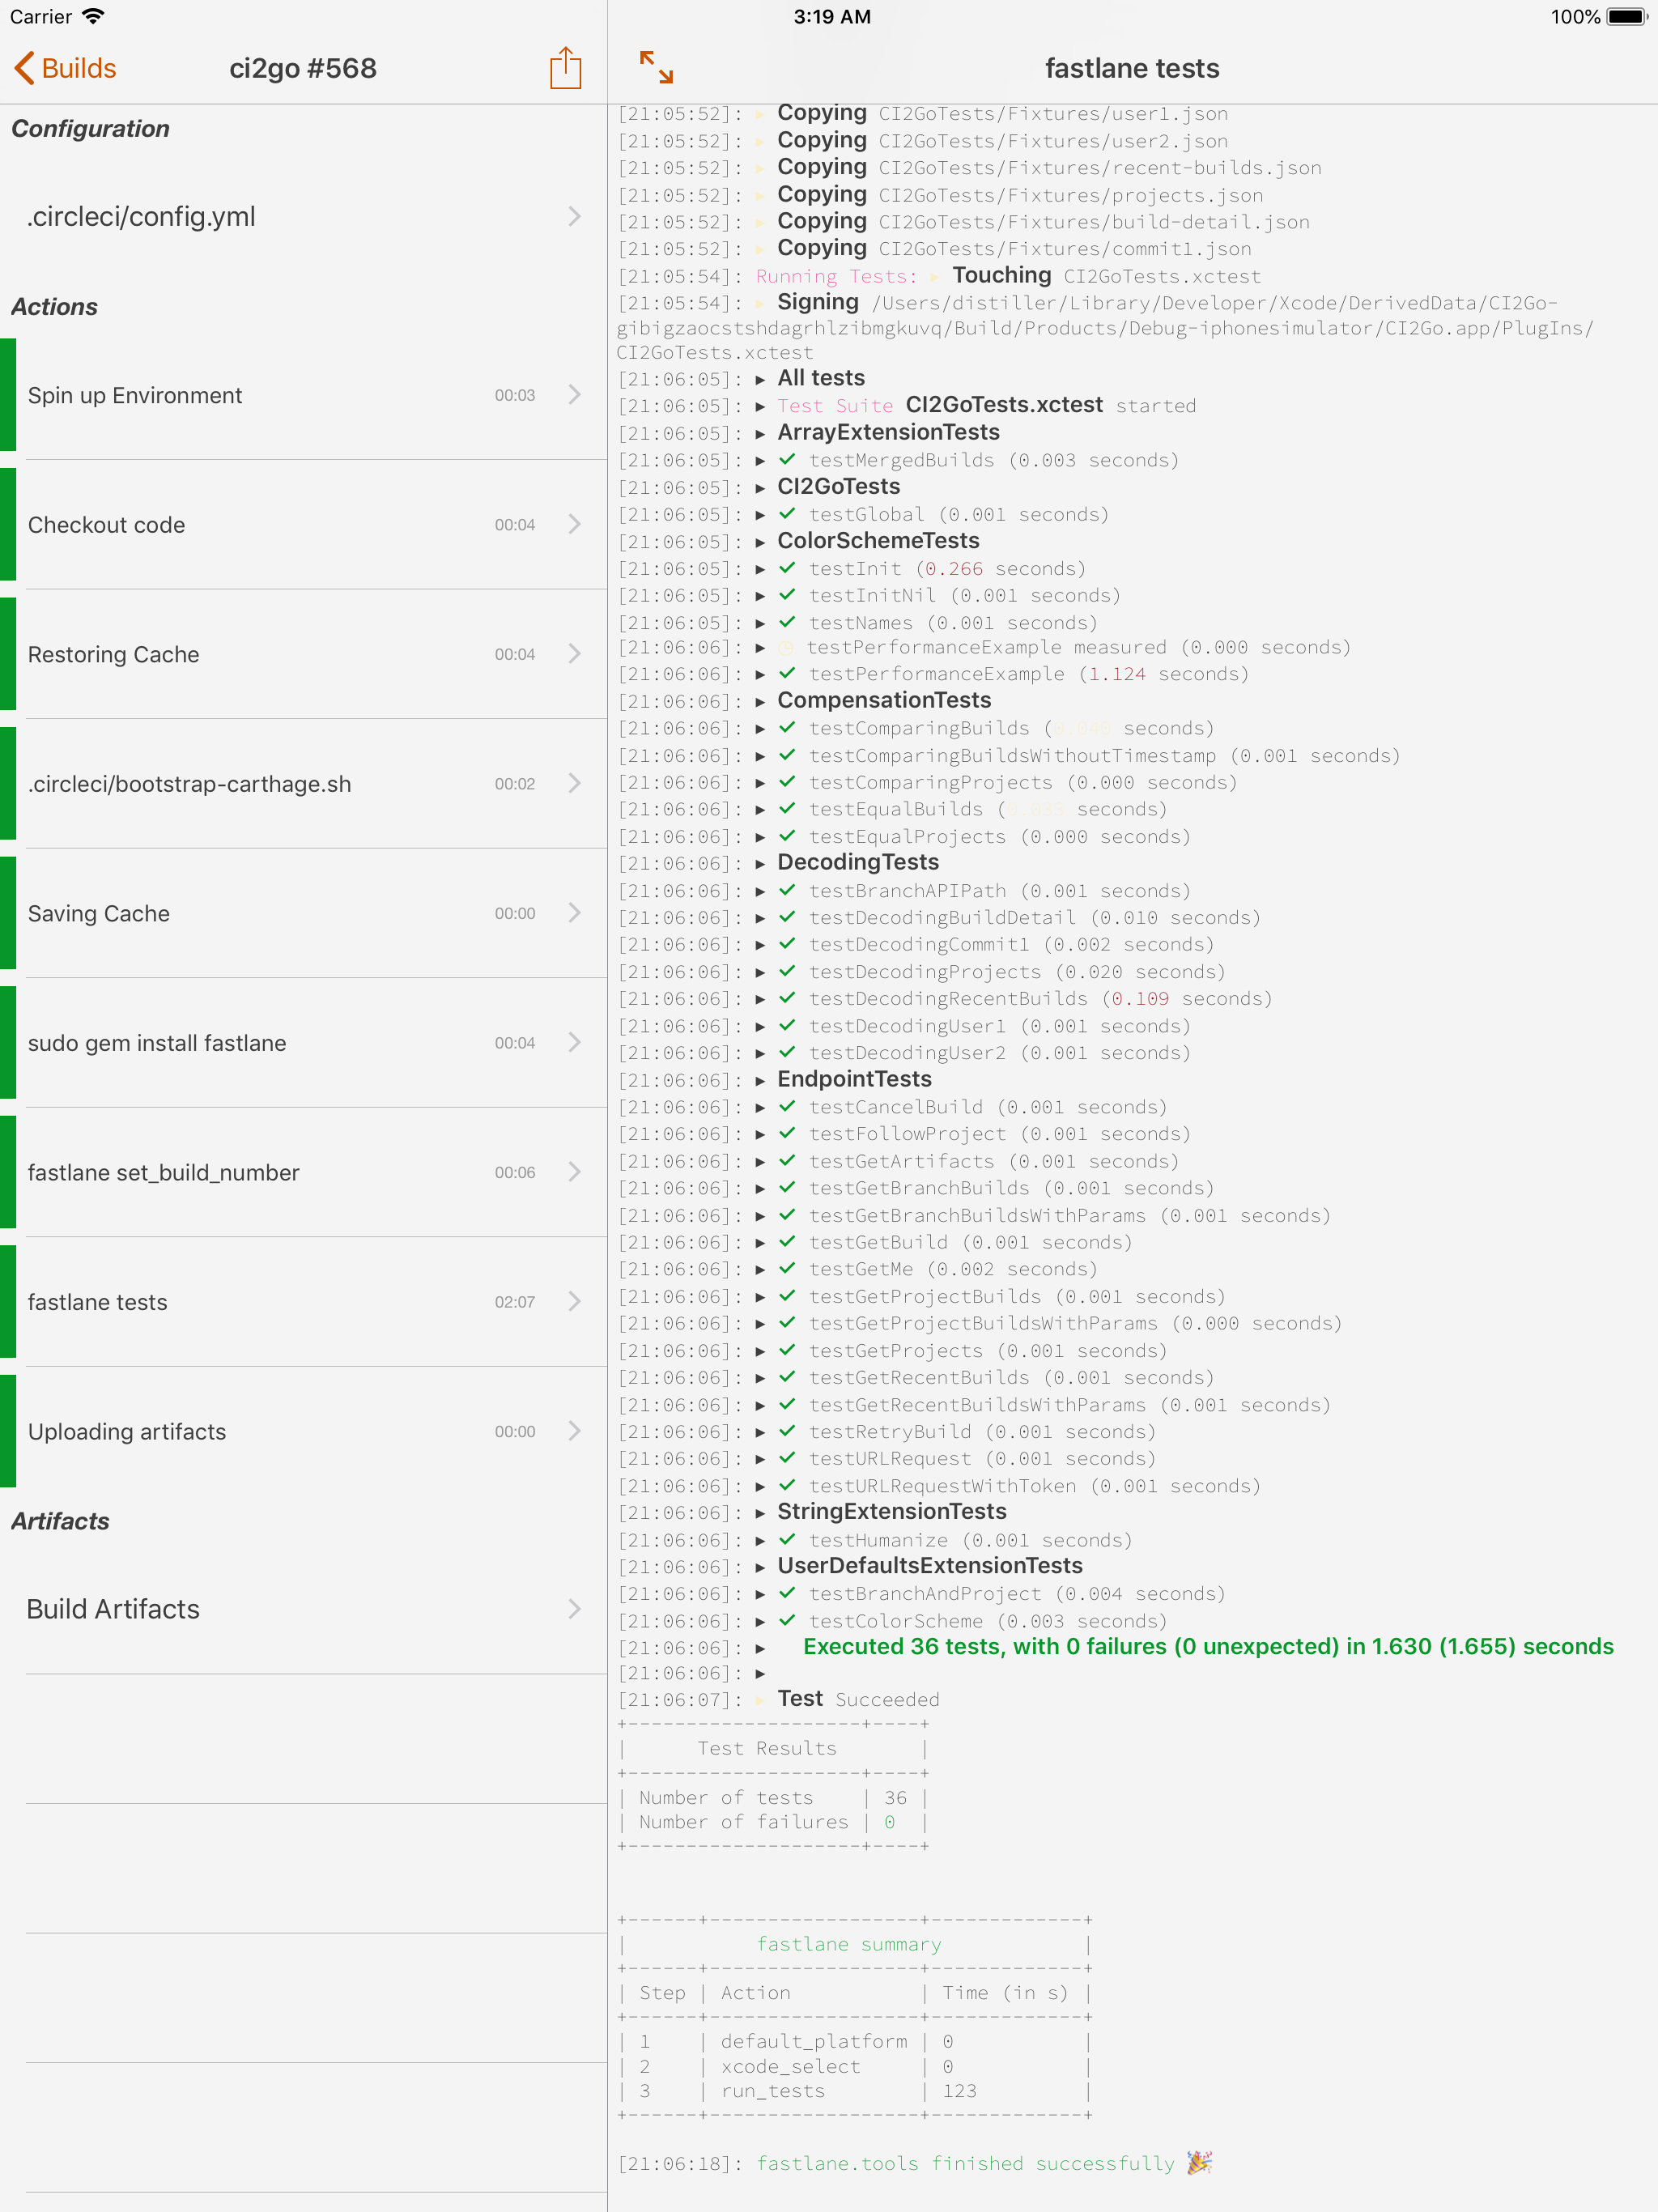 Carrier
3:19 AM
100%
Builds
ci2go #568
Configuration
.circleci/config.yml
Actions
Spin up Environment 00:03
Checkout code 00:04
Restoring Cache 00:04
.circleci/bootstrap-carthage.sh 00:02
Saving Cache 00:00
sudo gem install fastlane 00:04
fastlane set_build_number 00:06
fastlane tests 02:07
Uploading artifacts 00:00
Artifacts
Build Artifacts
fastlane tests
[21:05:52]: ▸ Copying CI2GoTests/Fixtures/user1.json
[21:05:52]: ▸ Copying CI2GoTests/Fixtures/user2.json
[21:05:52]: ▸ Copying CI2GoTests/Fixtures/recent-builds.json
[21:05:52]: ▸ Copying CI2GoTests/Fixtures/projects.json
[21:05:52]: ▸ Copying CI2GoTests/Fixtures/build-detail.json
[21:05:52]: ▸ Copying CI2GoTests/Fixtures/commit1.json
[21:05:54]: Running Tests: ▸ Touching CI2GoTests.xctest
[21:05:54]: ▸ Signing /Users/distiller/Library/Developer/Xcode/DerivedData/CI2Go-
gibigzaocstshdagrhlzibmgkuvq/Build/Products/Debug-iphonesimulator/CI2Go.app/PlugIns/
CI2GoTests.xctest
[21:06:05]: ▸ All tests
[21:06:05]: ▸ Test Suite CI2GoTests.xctest started
[21:06:05]: ▸ ArrayExtensionTests
[21:06:05]: ▸ ✓ testMergedBuilds (0.003 seconds)
[21:06:05]: ▸ CI2GoTests
[21:06:05]: ▸ ✓ testGlobal (0.001 seconds)
[21:06:05]: ▸ ColorSchemeTests
[21:06:05]: ▸ ✓ testInit (0.266 seconds)
[21:06:05]: ▸ ✓ testInitNil (0.001 seconds)
[21:06:05]: ▸ ✓ testNames (0.001 seconds)
[21:06:06]: ▸ ◷ testPerformanceExample measured (0.000 seconds)
[21:06:06]: ▸ ✓ testPerformanceExample (1.124 seconds)
[21:06:06]: ▸ CompensationTests
[21:06:06]: ▸ ✓ testComparingBuilds ( seconds)
[21:06:06]: ▸ ✓ testComparingBuildsWithoutTimestamp (0.001 seconds)
[21:06:06]: ▸ ✓ testComparingProjects (0.000 seconds)
[21:06:06]: ▸ ✓ testEqualBuilds ( seconds)
[21:06:06]: ▸ ✓ testEqualProjects (0.000 seconds)
[21:06:06]: ▸ DecodingTests
[21:06:06]: ▸ ✓ testBranchAPIPath (0.001 seconds)
[21:06:06]: ▸ ✓ testDecodingBuildDetail (0.010 seconds)
[21:06:06]: ▸ ✓ testDecodingCommit1 (0.002 seconds)
[21:06:06]: ▸ ✓ testDecodingProjects (0.020 seconds)
[21:06:06]: ▸ ✓ testDecodingRecentBuilds (0.109 seconds)
[21:06:06]: ▸ ✓ testDecodingUser1 (0.001 seconds)
[21:06:06]: ▸ ✓ testDecodingUser2 (0.001 seconds)
[21:06:06]: ▸ EndpointTests
[21:06:06]: ▸ ✓ testCancelBuild (0.001 seconds)
[21:06:06]: ▸ ✓ testFollowProject (0.001 seconds)
[21:06:06]: ▸ ✓ testGetArtifacts (0.001 seconds)
[21:06:06]: ▸ ✓ testGetBranchBuilds (0.001 seconds)
[21:06:06]: ▸ ✓ testGetBranchBuildsWithParams (0.001 seconds)
[21:06:06]: ▸ ✓ testGetBuild (0.001 seconds)
[21:06:06]: ▸ ✓ testGetMe (0.002 seconds)
[21:06:06]: ▸ ✓ testGetProjectBuilds (0.001 seconds)
[21:06:06]: ▸ ✓ testGetProjectBuildsWithParams (0.000 seconds)
[21:06:06]: ▸ ✓ testGetProjects (0.001 seconds)
[21:06:06]: ▸ ✓ testGetRecentBuilds (0.001 seconds)
[21:06:06]: ▸ ✓ testGetRecentBuildsWithParams (0.001 seconds)
[21:06:06]: ▸ ✓ testRetryBuild (0.001 seconds)
[21:06:06]: ▸ ✓ testURLRequest (0.001 seconds)
[21:06:06]: ▸ ✓ testURLRequestWithToken (0.001 seconds)
[21:06:06]: ▸ StringExtensionTests
[21:06:06]: ▸ ✓ testHumanize (0.001 seconds)
[21:06:06]: ▸ UserDefaultsExtensionTests
[21:06:06]: ▸ ✓ testBranchAndProject (0.004 seconds)
[21:06:06]: ▸ ✓ testColorScheme (0.003 seconds)
[21:06:06]: ▸ Executed 36 tests, with 0 failures (0 unexpected) in 1.630 (1.655) seconds
[21:06:06]: ▸
[21:06:07]: ▸ Test Succeeded
+--------------------+----+
| Test Results |
+--------------------+----+
| Number of tests | 36 |
| Number of failures | 0 |
+--------------------+----+
+------+------------------+-------------+
| fastlane summary |
+------+------------------+-------------+
| Step | Action | Time (in s) |
+------+------------------+-------------+
| 1 | default_platform | 0 |
| 2 | xcode_select | 0 |
| 3 | run_tests | 123 |
+------+------------------+-------------+
[21:06:18]: fastlane.tools finished successfully 🎉